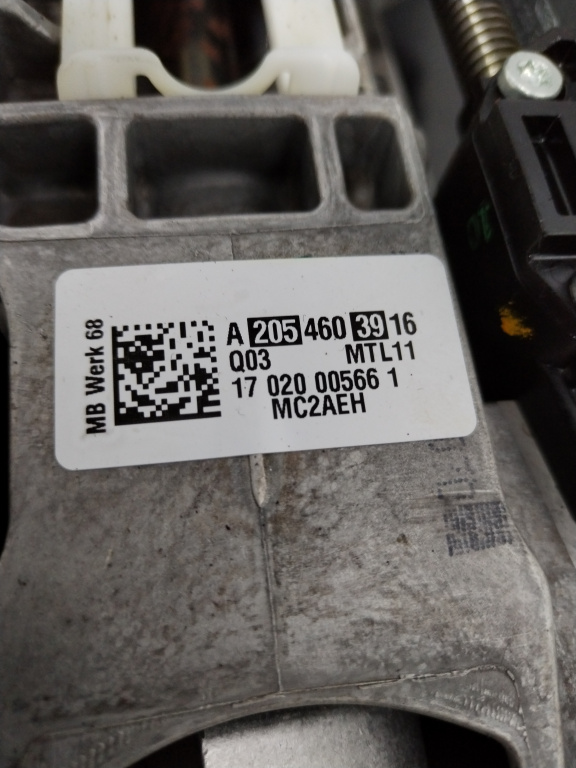 MB Werk 68
A 205 460 39 16
Q03 MTL11
17 020 00566 1
MC2AEH